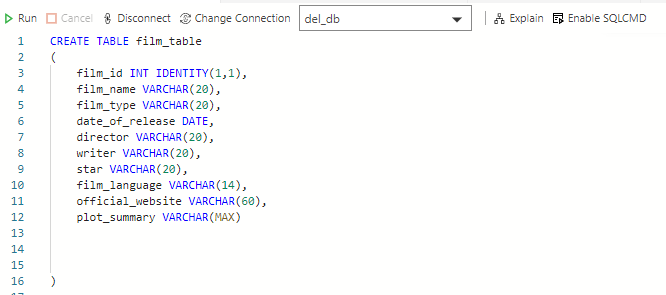 Run Cancel Disconnect Change Connection del_db Explain Enable SQLCMD
1 CREATE TABLE film_table
2 (
3 film_id INT IDENTITY(1,1),
4 film_name VARCHAR(20),
5 film_type VARCHAR(20),
6 date_of_release DATE,
7 director VARCHAR(20),
8 writer VARCHAR(20),
9 star VARCHAR(20),
10 film_language VARCHAR(14),
11 official_website VARCHAR(60),
12 plot_summary VARCHAR(MAX)
13
14
15
16 )